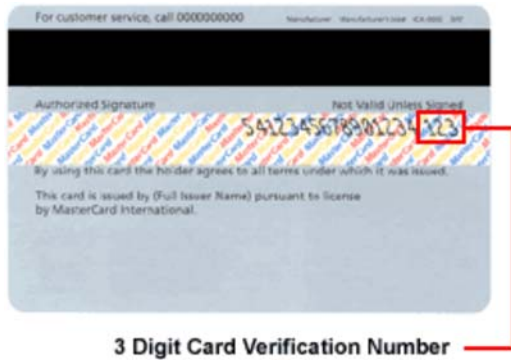 For customer service, call 0000000000
Authorized Signature Not Valid Unless Signed
5412345678901234 123
By using this card the holder agrees to all terms under which it was issued.
This card is issued by (Full Issuer Name) pursuant to license
by MasterCard International.
3 Digit Card Verification Number